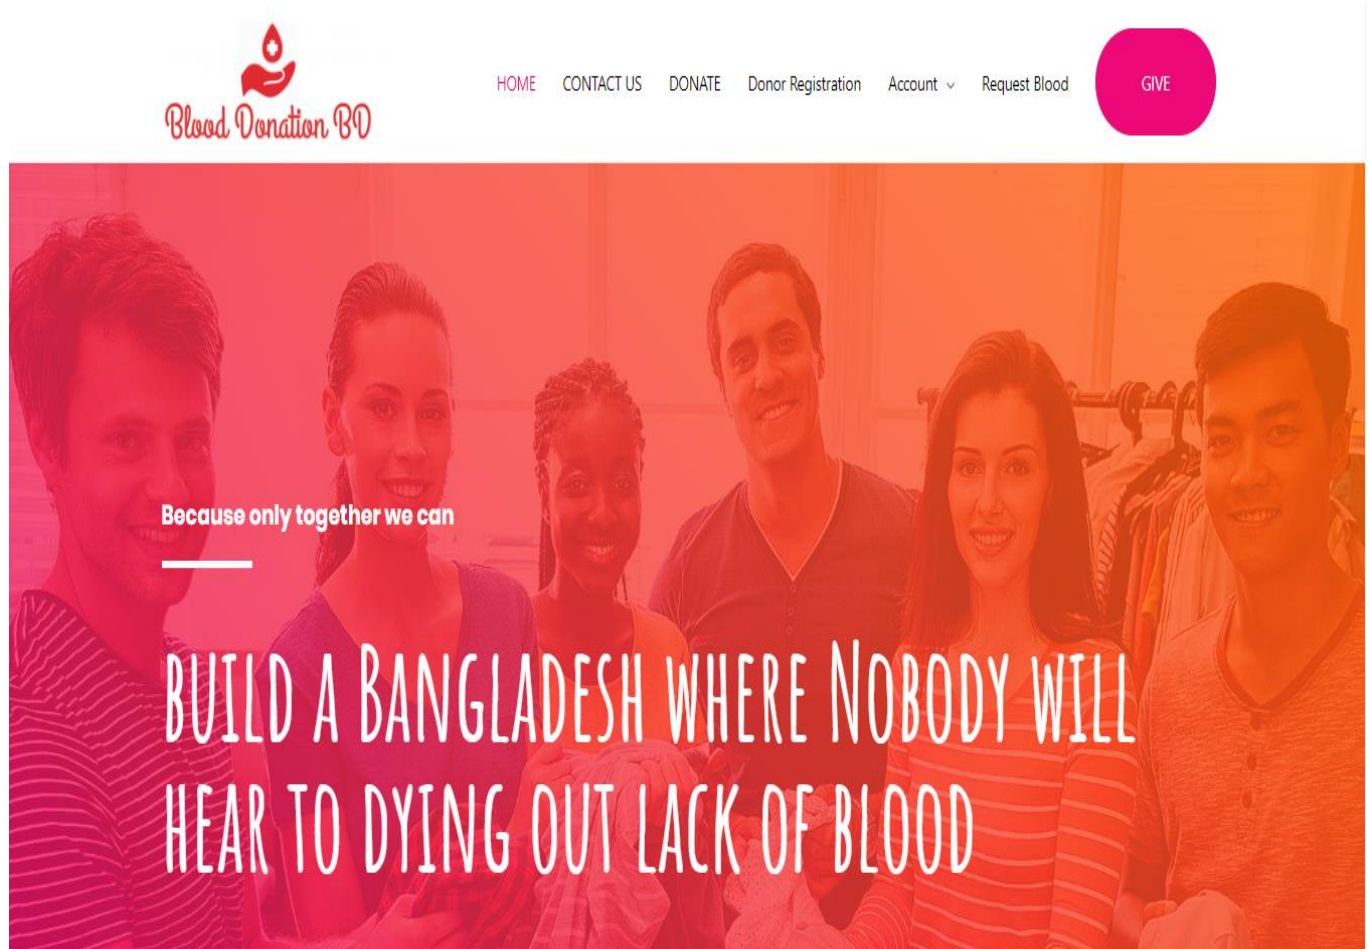 Blood Donation BD
HOME CONTACT US DONATE Donor Registration Account Request Blood GIVE
Because only together we can
BUILD A BANGLADESH WHERE NOBODY WILL
HEAR TO DYING OUT LACK OF BLOOD